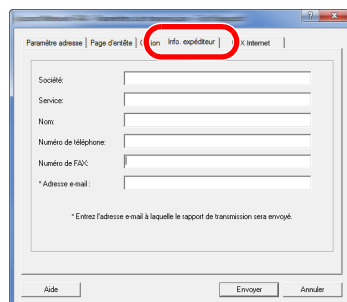 Paramètre adresse Page d'entête ion Info. expéditeur X Internet
Société:
Service:
Nom:
Numéro de téléphone:
Numéro de FAX:
* Adresse e-mail :
* Entrez l'adresse e-mail à laquelle le rapport de transmission sera envoyé.
Aide Envoyer Annuler